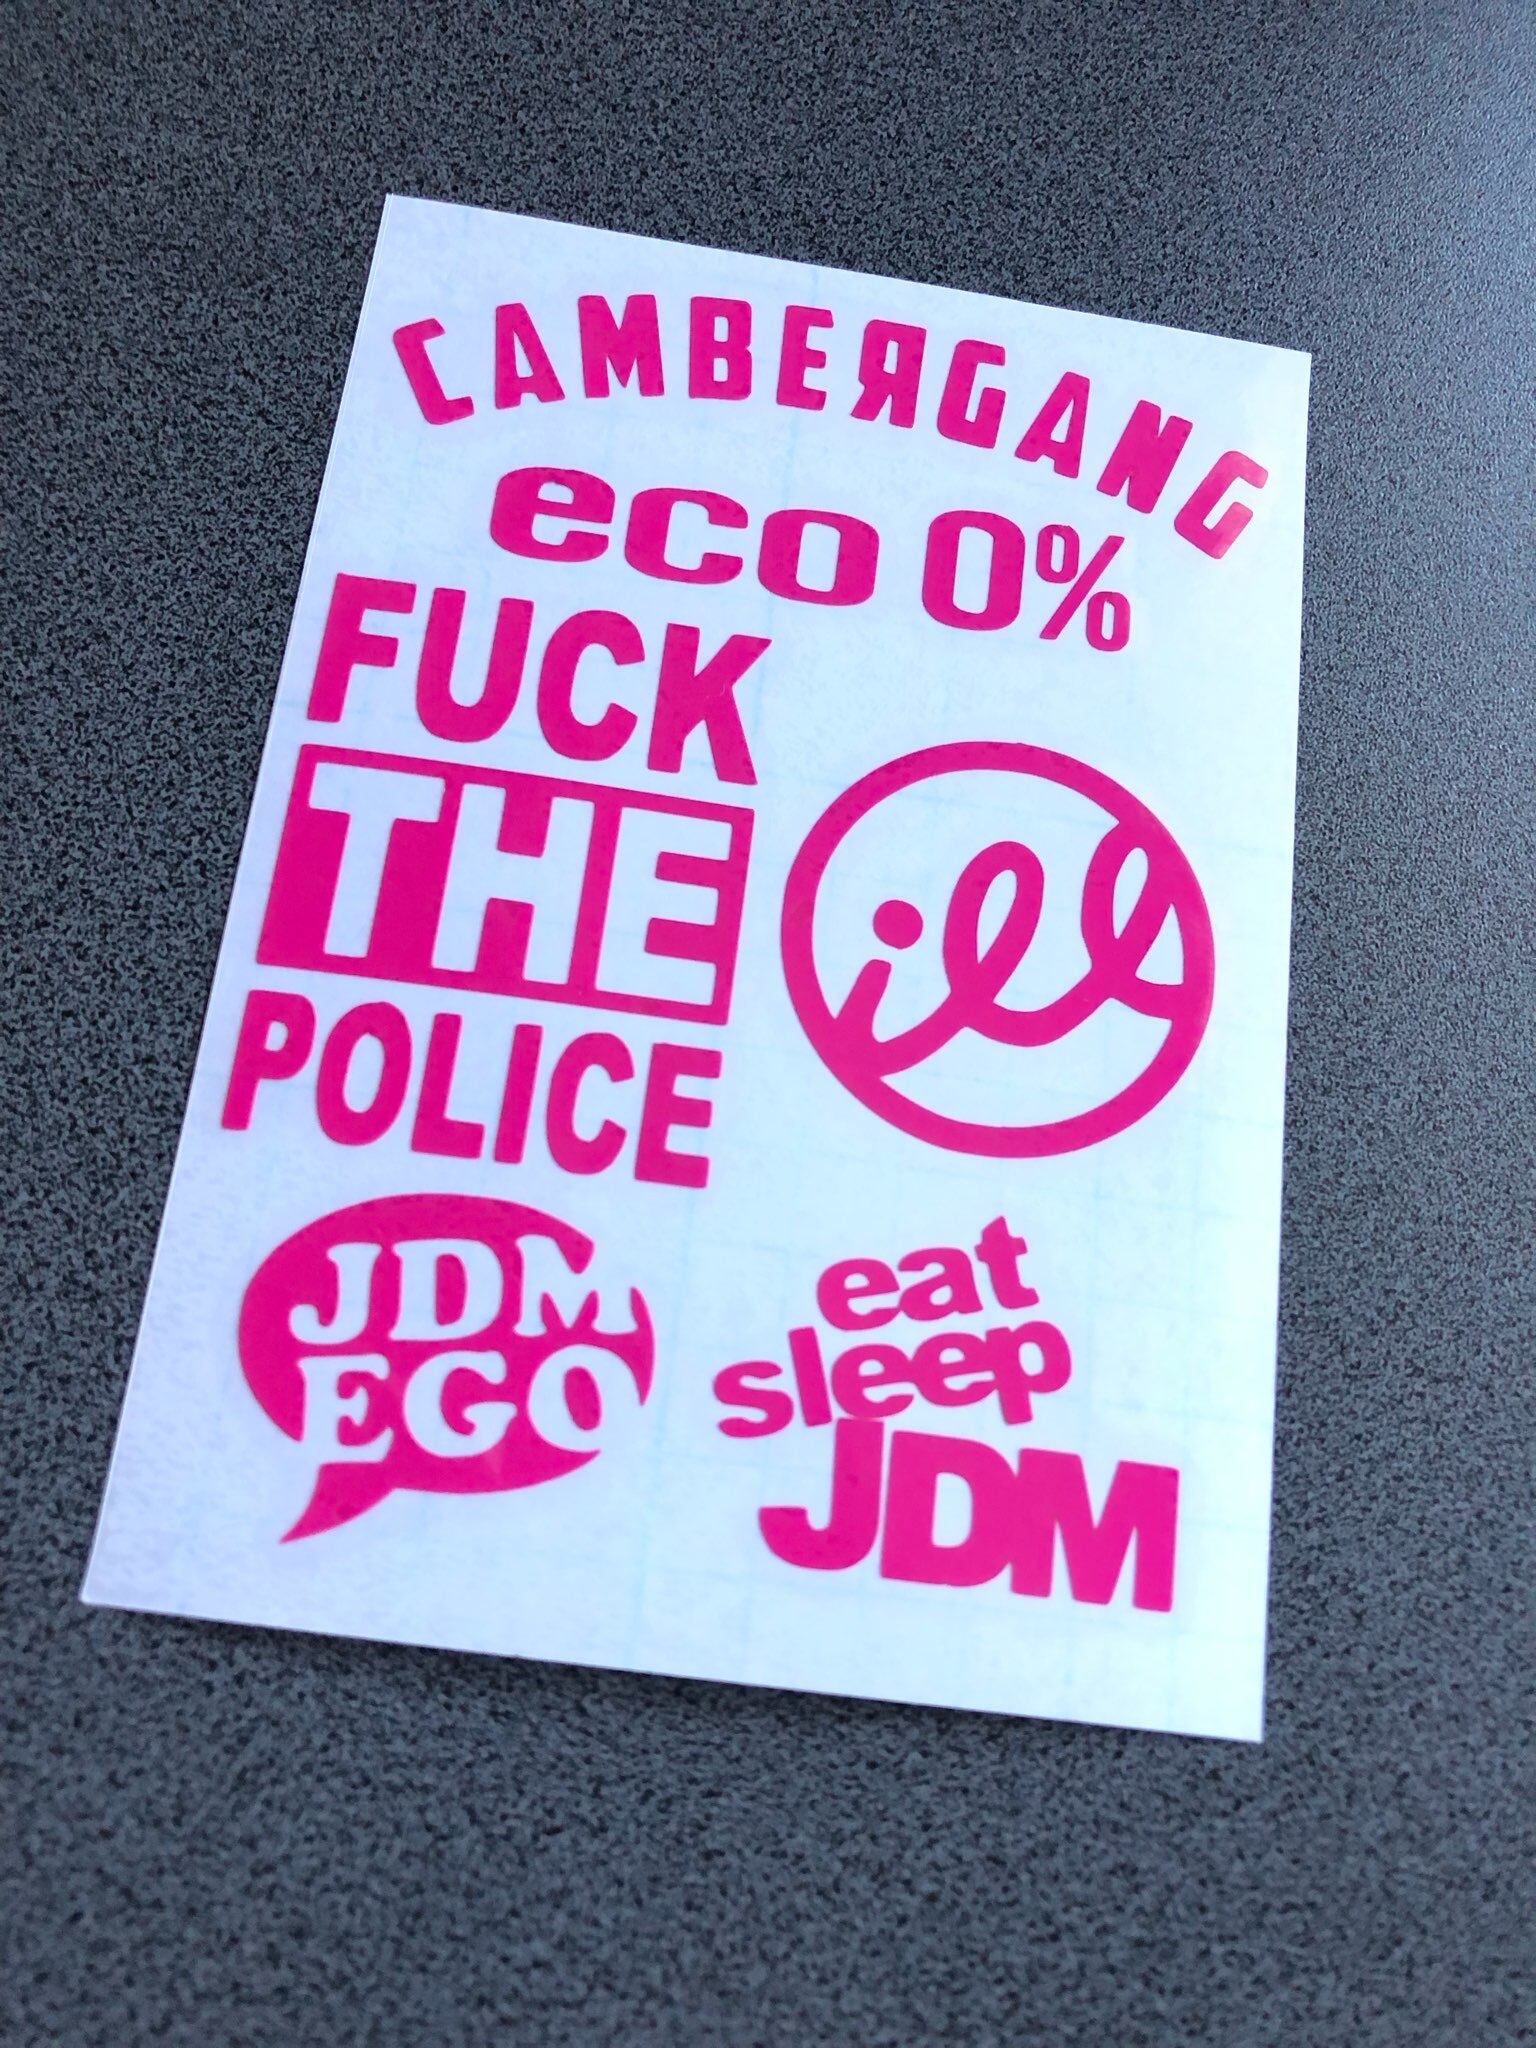 CAMBERGANG
eco 0%
FUCK
THE
POLICE
ill
JDM
EGO
eat
sleep
JDM